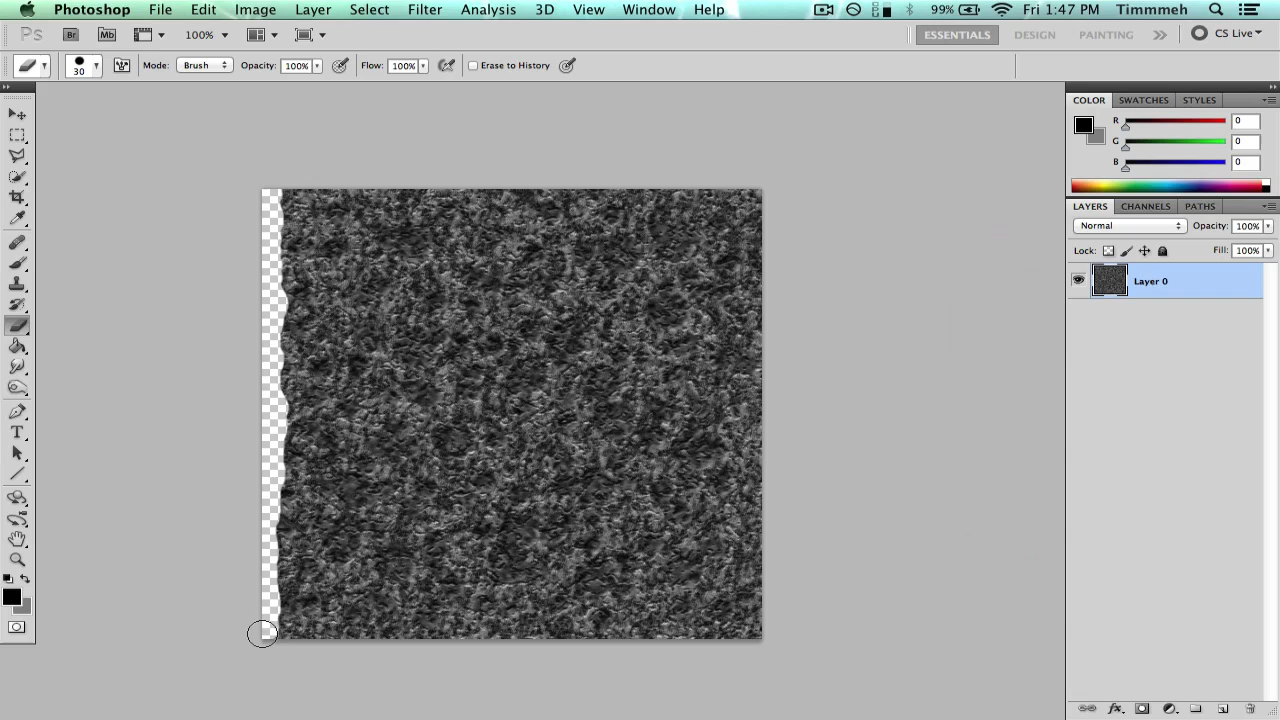 Photoshop File Edit Image Layer Select Filter Analysis 3D View Window Help 99% Fri 1:47 PM Timmmeh
Ps Br Mb 100% ESSENTIALS DESIGN PAINTING CS Live
30 Mode: Brush Opacity: 100% Flow: 100% Erase to History
COLOR SWATCHES STYLES
R 0
G 0
B 0
LAYERS CHANNELS PATHS
Normal Opacity: 100%
Lock: Fill: 100%
Layer 0
T
fx